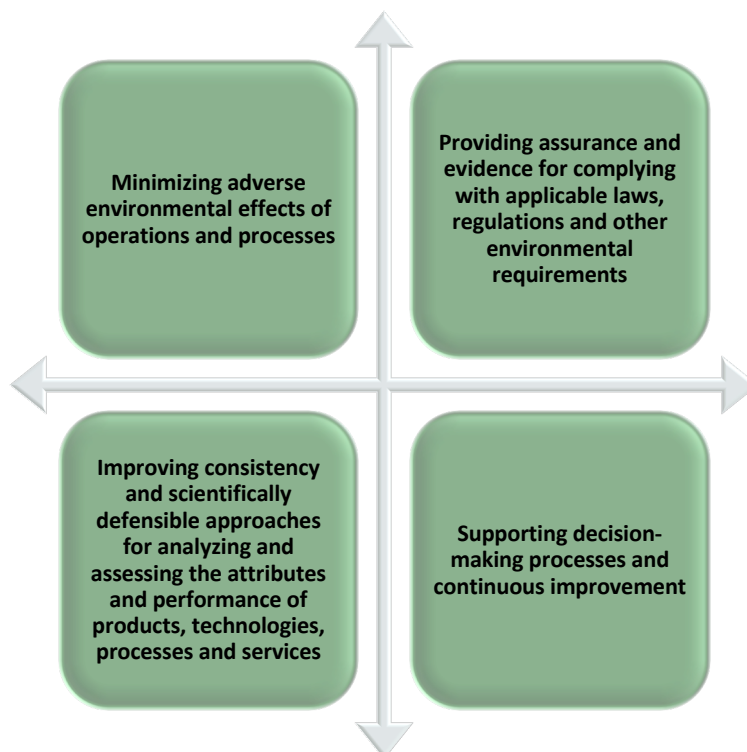 Minimizing adverse
environmental effects of
operations and processes
Providing assurance and
evidence for complying
with applicable laws,
regulations and other
environmental
requirements
Improving consistency
and scientifically
defensible approaches
for analyzing and
assessing the attributes
and performance of
products, technologies,
processes and services
Supporting decision-
making processes and
continuous improvement